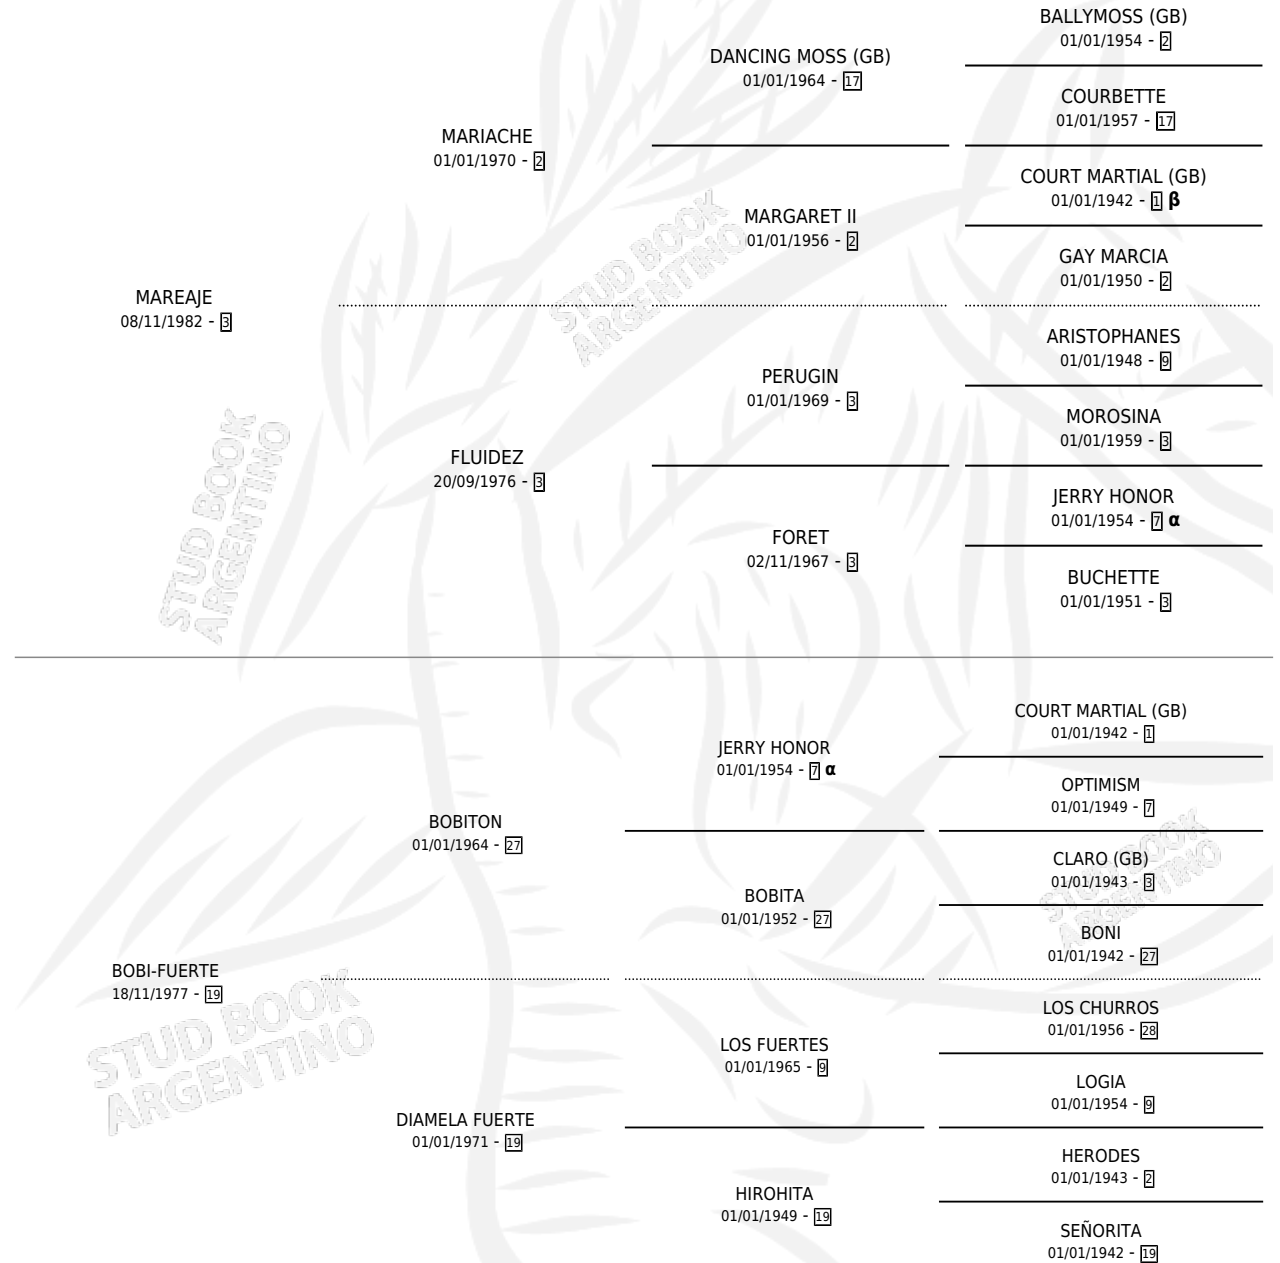 BALLYMOSS (GB)
01/01/1954 - 2
DANCING MOSS (GB)
01/01/1964 - 17
COURBETTE
01/01/1957 - 17
MARIACHE
01/01/1970 - 2
COURT MARTIAL (GB)
01/01/1942 - 1 β
MARGARET II
01/01/1956 - 2
GAY MARCIA
01/01/1950 - 2
MAREAJE
08/11/1982 - 3
ARISTOPHANES
01/01/1948 - 9
PERUGIN
01/01/1969 - 3
MOROSINA
01/01/1959 - 3
FLUIDEZ
20/09/1976 - 3
JERRY HONOR
01/01/1954 - 7 α
FORET
02/11/1967 - 3
BUCHETTE
01/01/1951 - 3
STUD BOOK
ARGENTINO
STUD BOOK
ARGENTINO
COURT MARTIAL (GB)
01/01/1942 - 1
JERRY HONOR
01/01/1954 - 7 α
OPTIMISM
01/01/1949 - 7
BOBITON
01/01/1964 - 27
CLARO (GB)
01/01/1943 - 3
BOBITA
01/01/1952 - 27
BONI
01/01/1942 - 27
BOBI-FUERTE
18/11/1977 - 19
LOS CHURROS
01/01/1956 - 28
LOS FUERTES
01/01/1965 - 9
LOGIA
01/01/1954 - 9
DIAMELA FUERTE
01/01/1971 - 19
HERODES
01/01/1943 - 2
HIROHITA
01/01/1949 - 19
SEÑORITA
01/01/1942 - 19
STUD BOOK
ARGENTINO
STUD BOOK
ARGENTINO